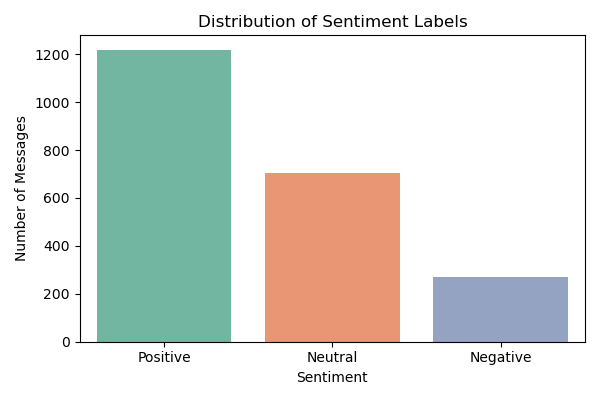 Distribution of Sentiment Labels
Number of Messages
1200
1000
800
600
400
200
0
Positive
Neutral
Negative
Sentiment